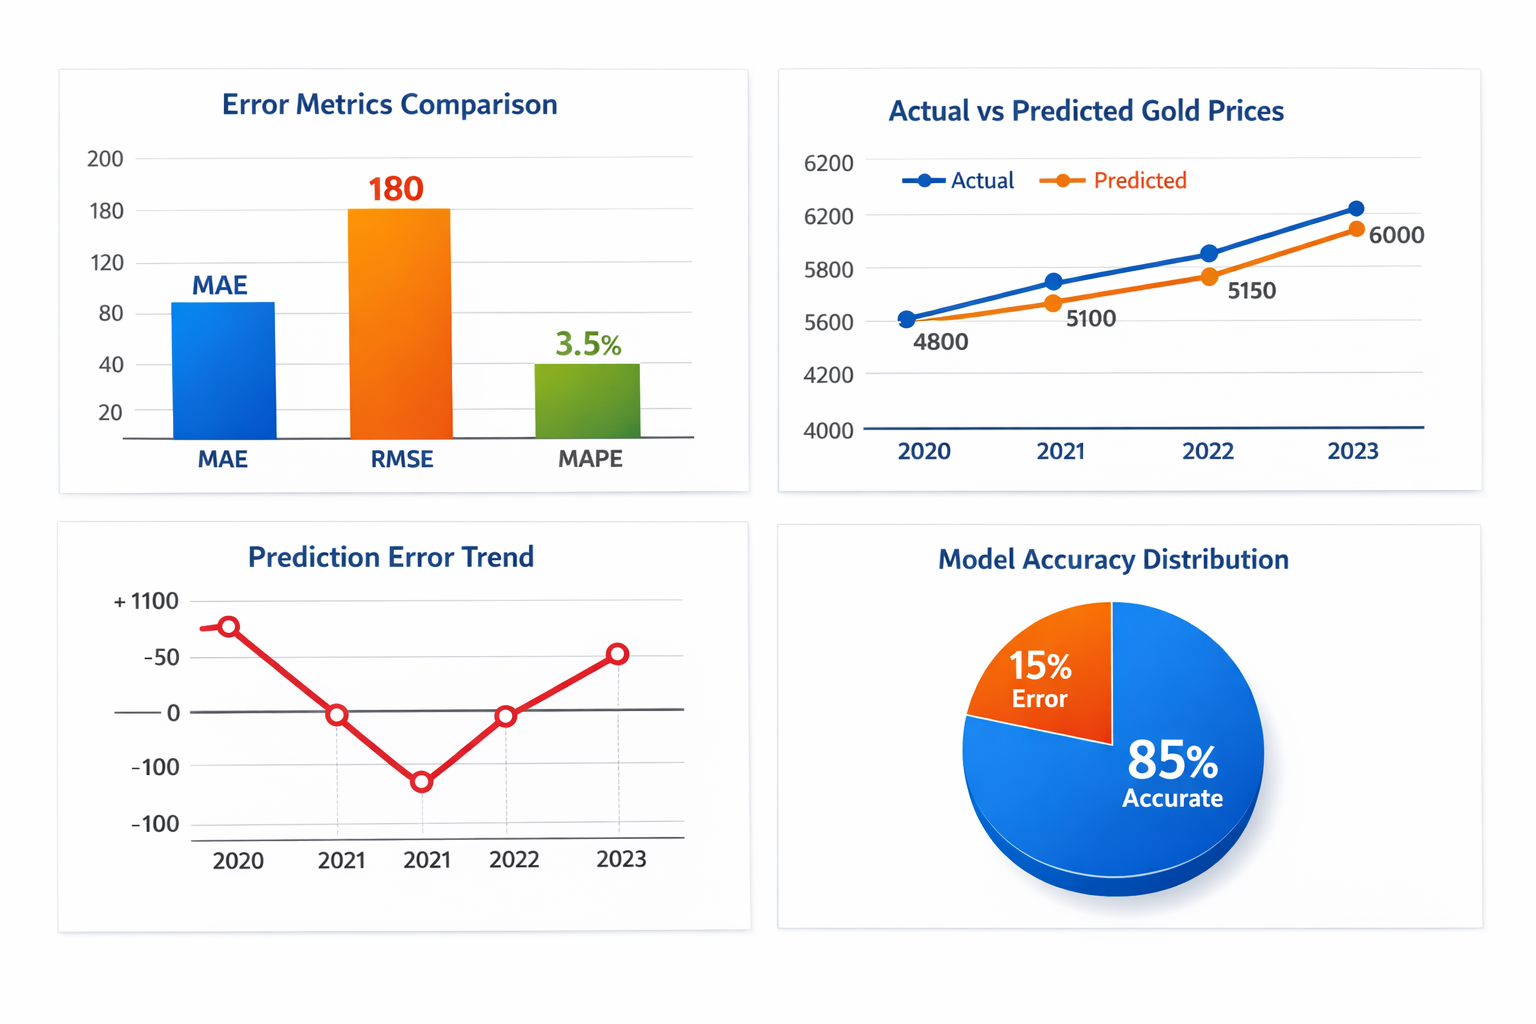 Error Metrics Comparison
200
180
120
80
40
20
MAE
180
3.5%
MAE
RMSE
MAPE
Actual vs Predicted Gold Prices
Actual
Predicted
6200
6200
5800
5600
4200
4000
4800
5100
5150
6000
2020
2021
2022
2023
Prediction Error Trend
+ 1100
-50
0
-100
-100
2020
2021
2021
2022
2023
Model Accuracy Distribution
15%
Error
85%
Accurate